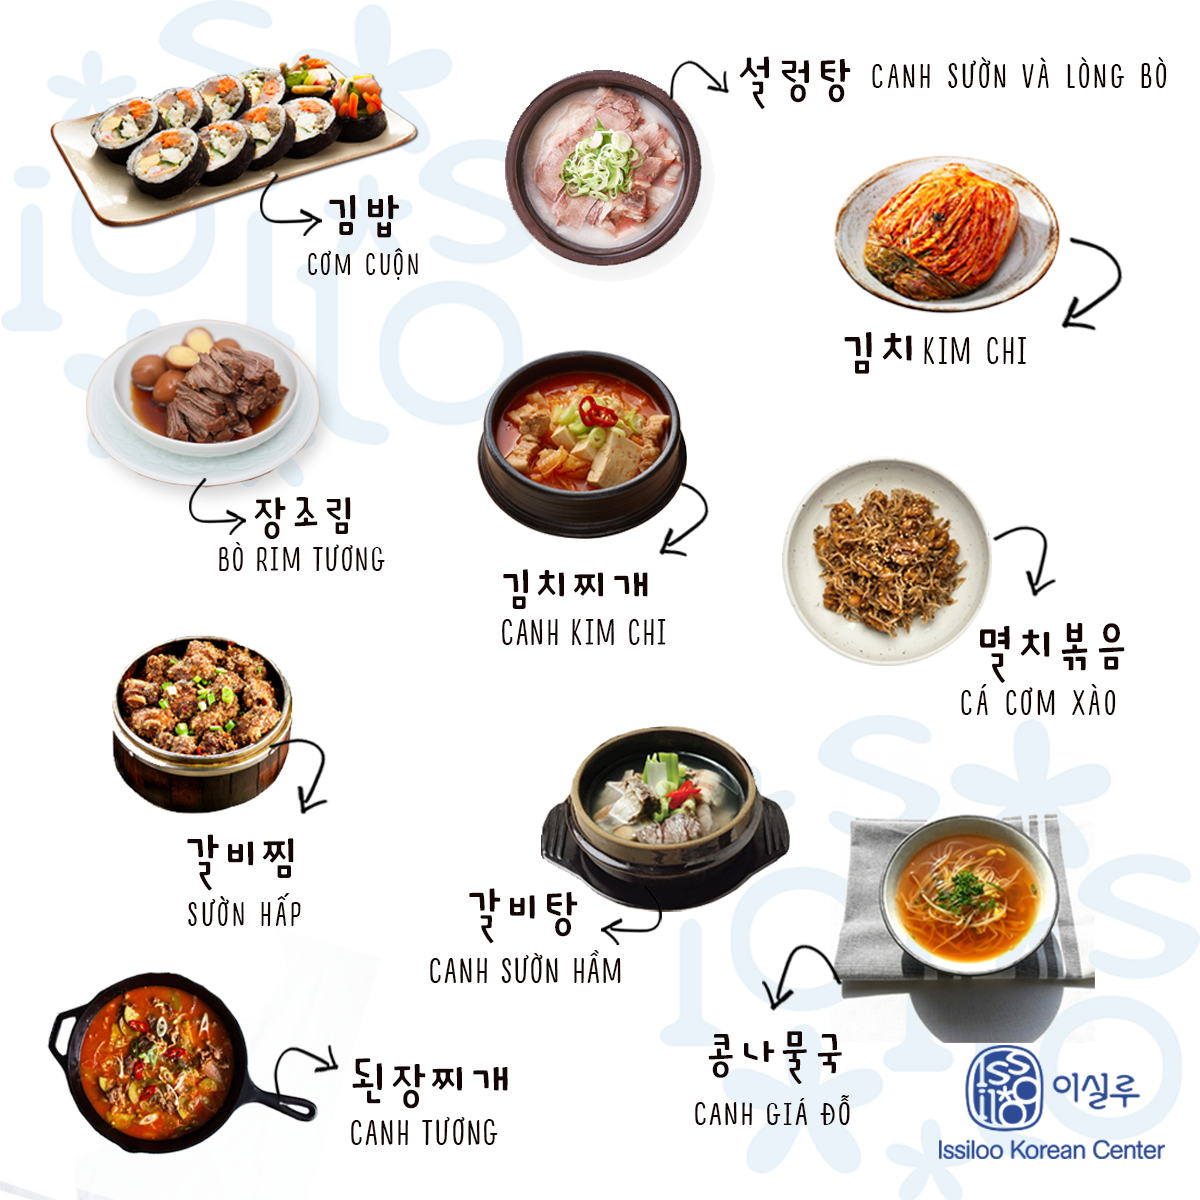 설렁탕 CANH SƯỜN VÀ LÒNG BÒ
김밥
CƠM CUỘN
김치 KIM CHI
장조림
BÒ RIM TƯƠNG
김치찌개
CANH KIM CHI
멸치볶음
CÁ CƠM XÀO
갈비찜
SƯỜN HẤP
갈비탕
CANH SƯỜN HẦM
콩나물국
CANH GIÁ ĐỖ
된장찌개
CANH TƯƠNG
issiloo 이실루
Issiloo Korean Center